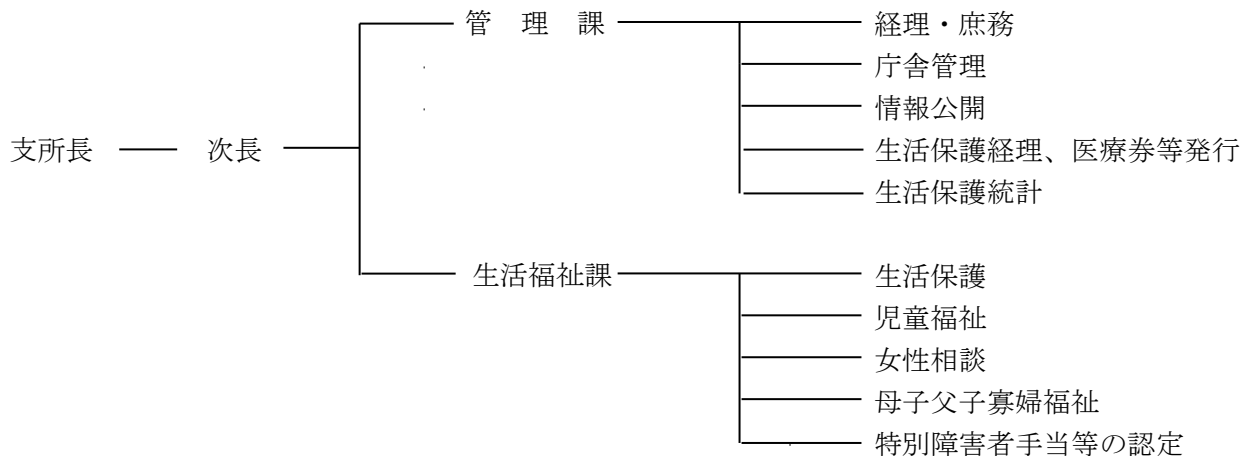 管理課
経理・庶務
庁舎管理
情報公開
支所長
次長
生活保護経理、医療券等発行
生活保護統計
生活福祉課
生活保護
児童福祉
女性相談
母子父子寡婦福祉
特別障害者手当等の認定